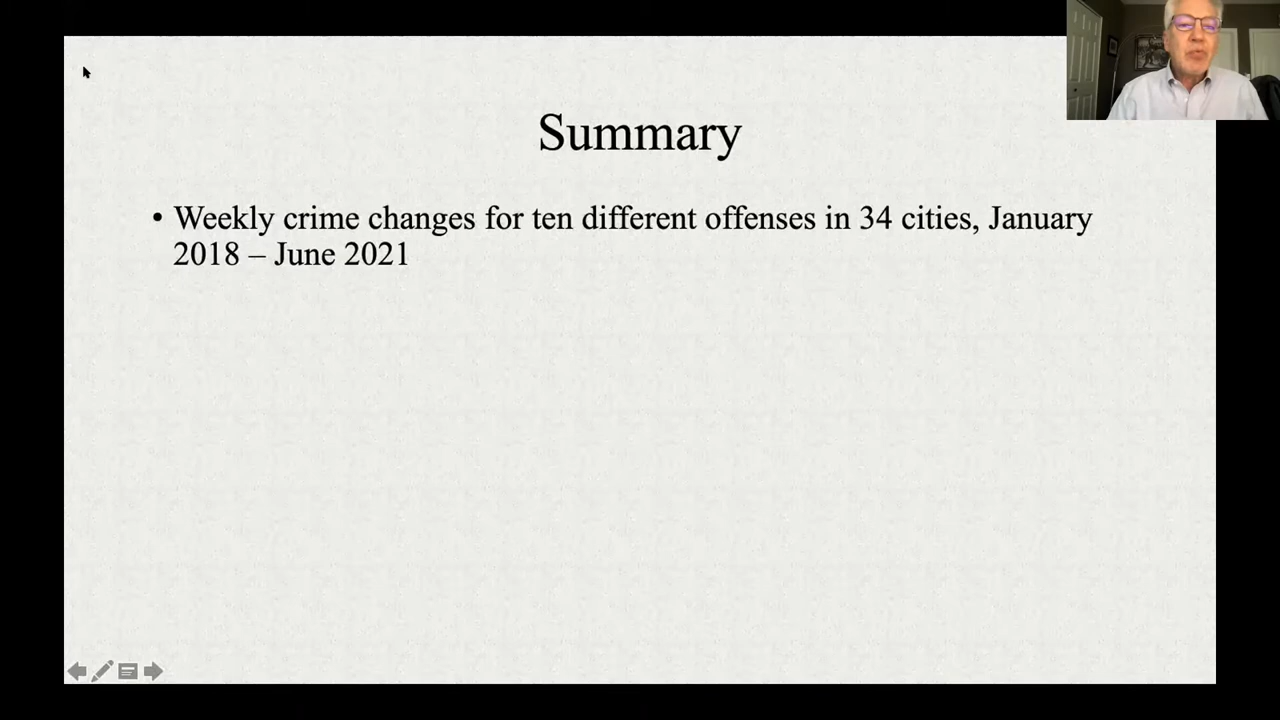 Summary
• Weekly crime changes for ten different offenses in 34 cities, January
2018 – June 2021